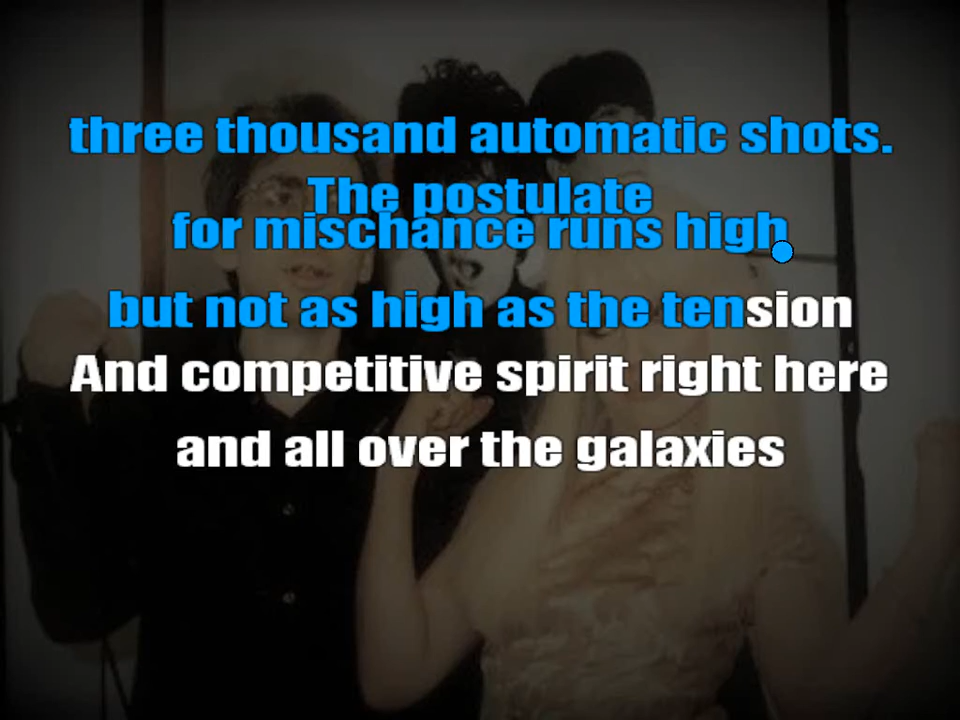 three thousand automatic shots.
The postulate
for mischance runs high
but not as high as the tension
And competitive spirit right here
and all over the galaxies